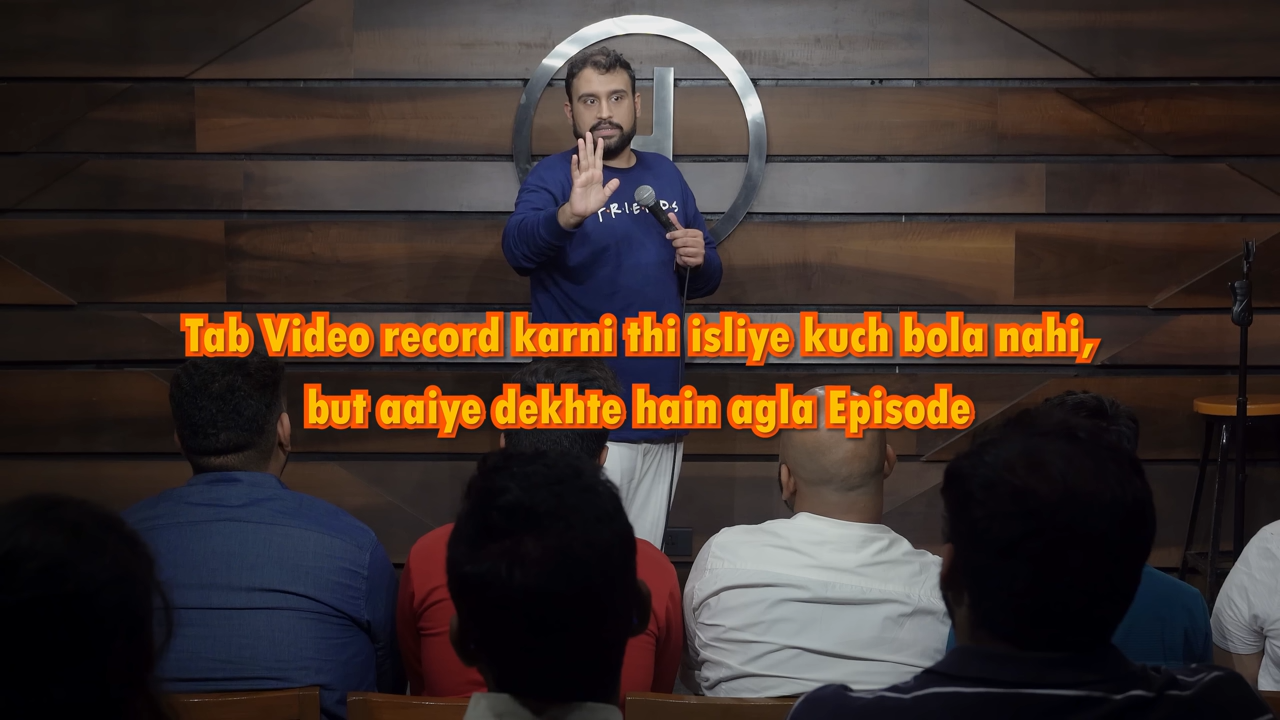 Tab Video record karni thi isliye kuch bola nahi,
but aaiye dekhte hain agla Episode